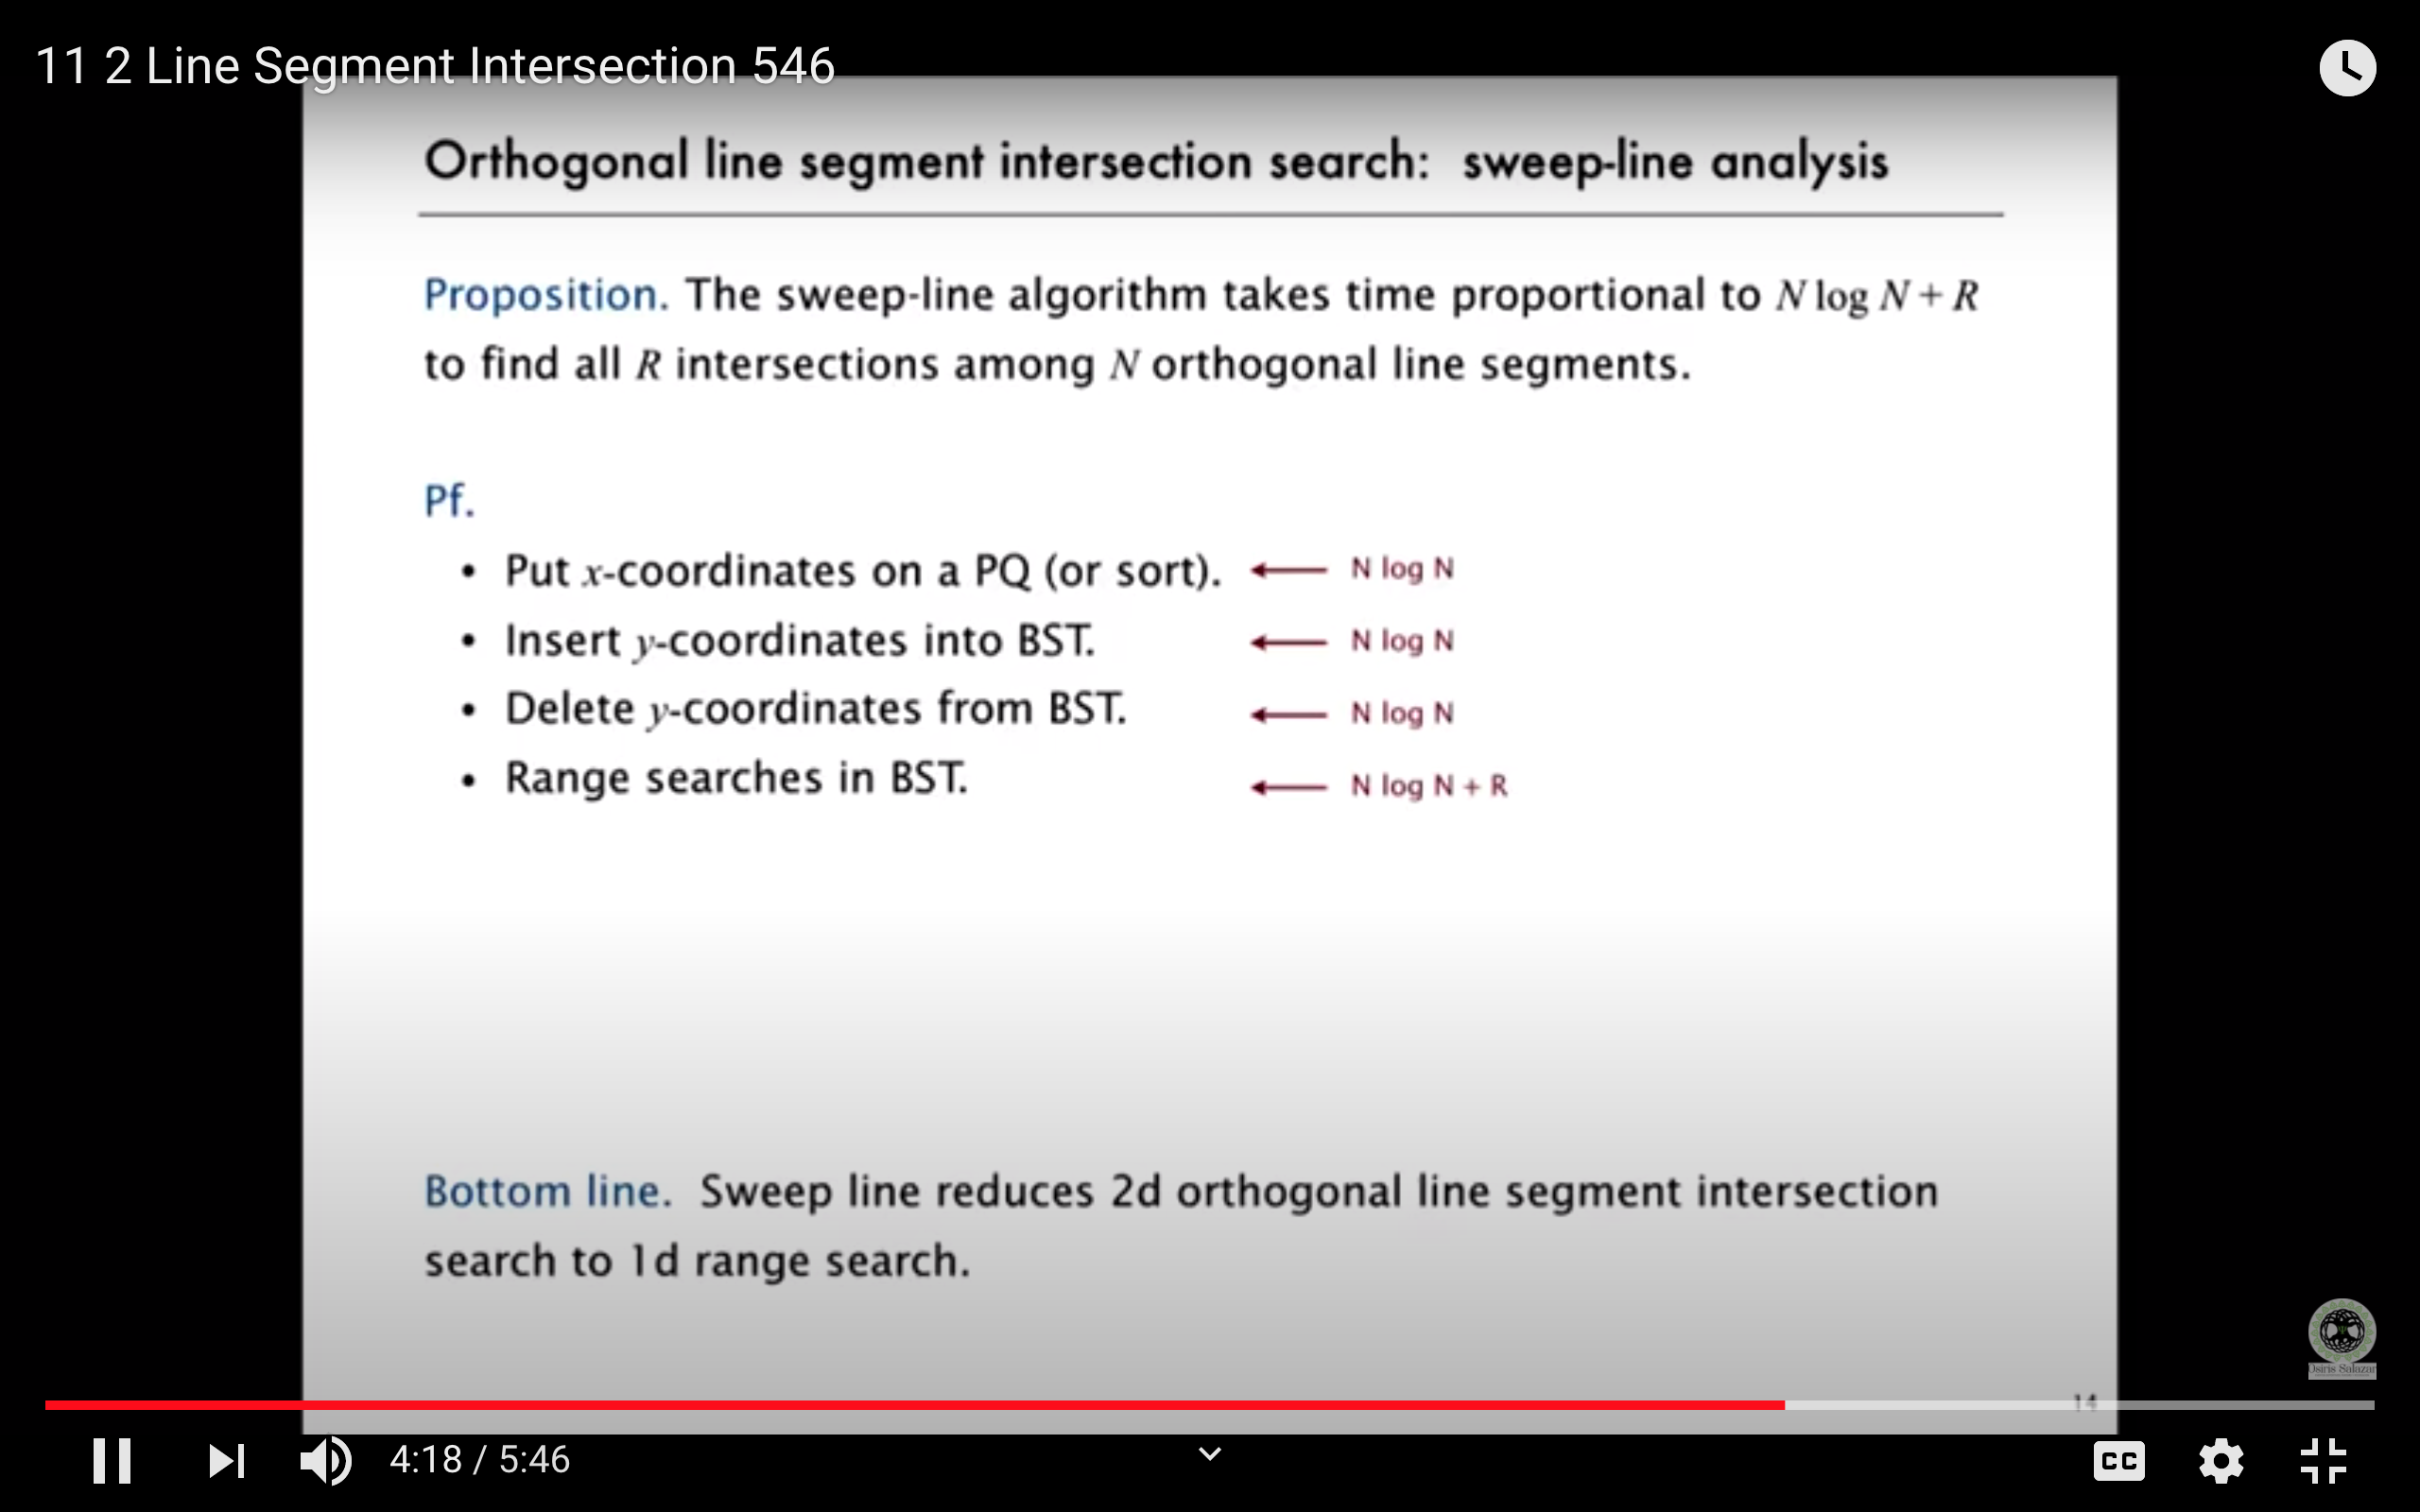 11 2 Line Segment Intersection 546
Orthogonal line segment intersection search: sweep-line analysis
Proposition. The sweep-line algorithm takes time proportional to N log N + R
to find all R intersections among N orthogonal line segments.
Pf.
• Put x-coordinates on a PQ (or sort). N log N
• Insert y-coordinates into BST. N log N
• Delete y-coordinates from BST. N log N
• Range searches in BST. N log N + R
Bottom line. Sweep line reduces 2d orthogonal line segment intersection
search to 1d range search.
Osiris Salazar
14
4:18 / 5:46
CC